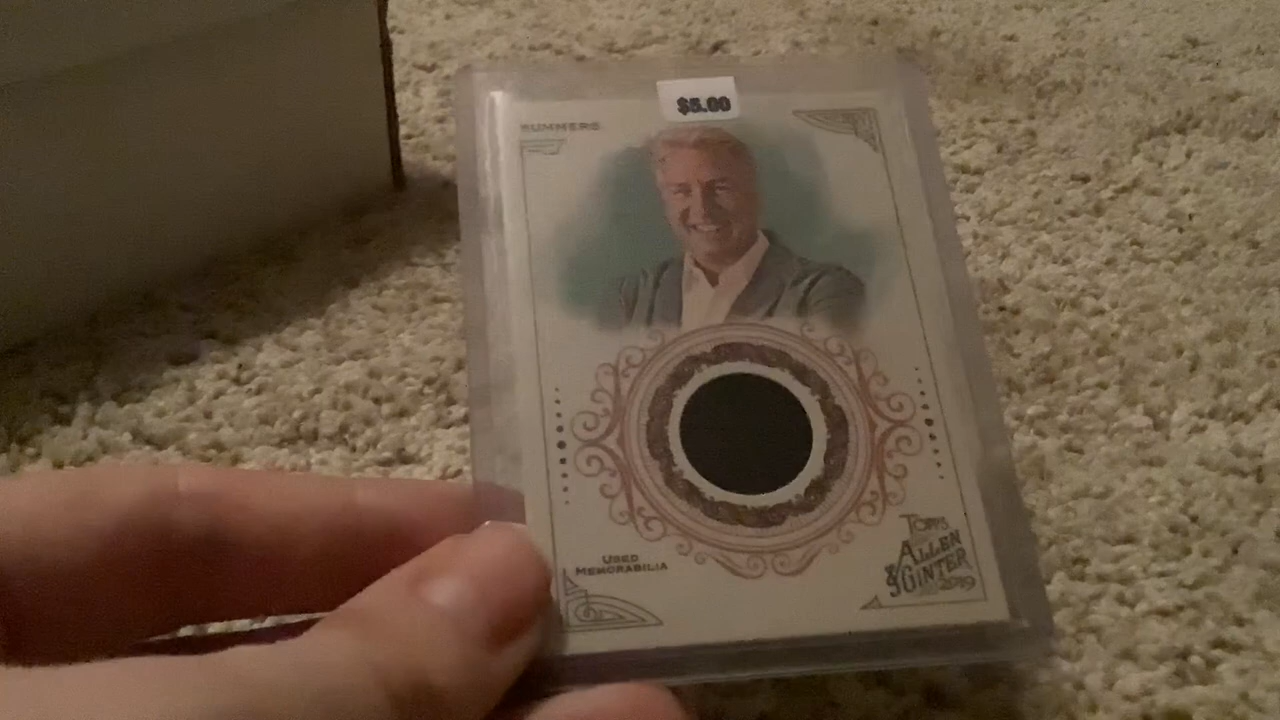 $5.00
SUMMERS
USED
MEMORABILIA
TOPPS
ALLEN
& GINTER
2019